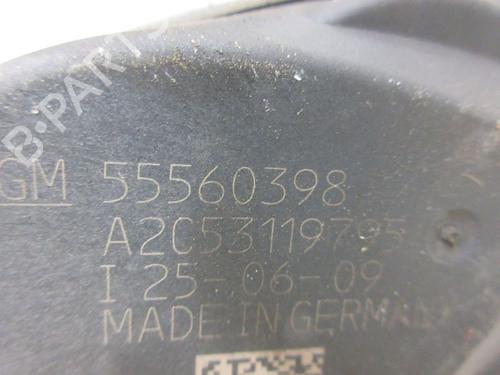 B-PARTS
GM 55560398
A2C53119795
I 25-06-09
MADE IN GERMANY